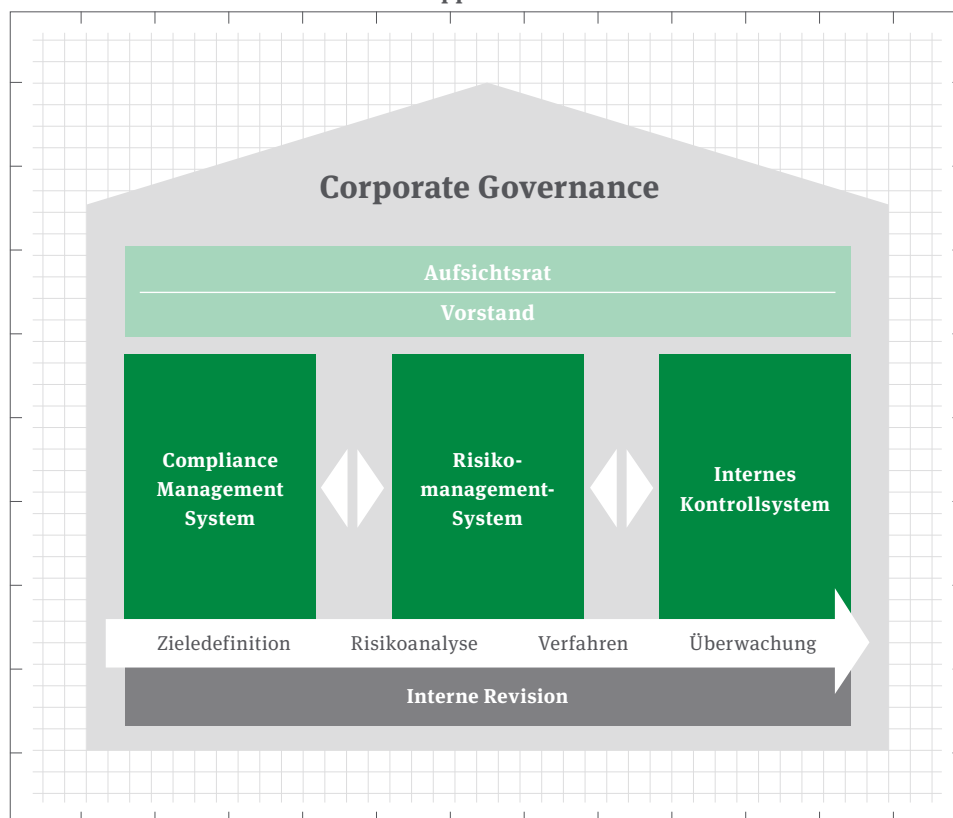 Corporate Governance
Aufsichtsrat
Vorstand
Compliance
Management
System
Risiko-
management-
System
Internes
Kontrollsystem
Zieledefinition Risikoanalyse Verfahren Überwachung
Interne Revision